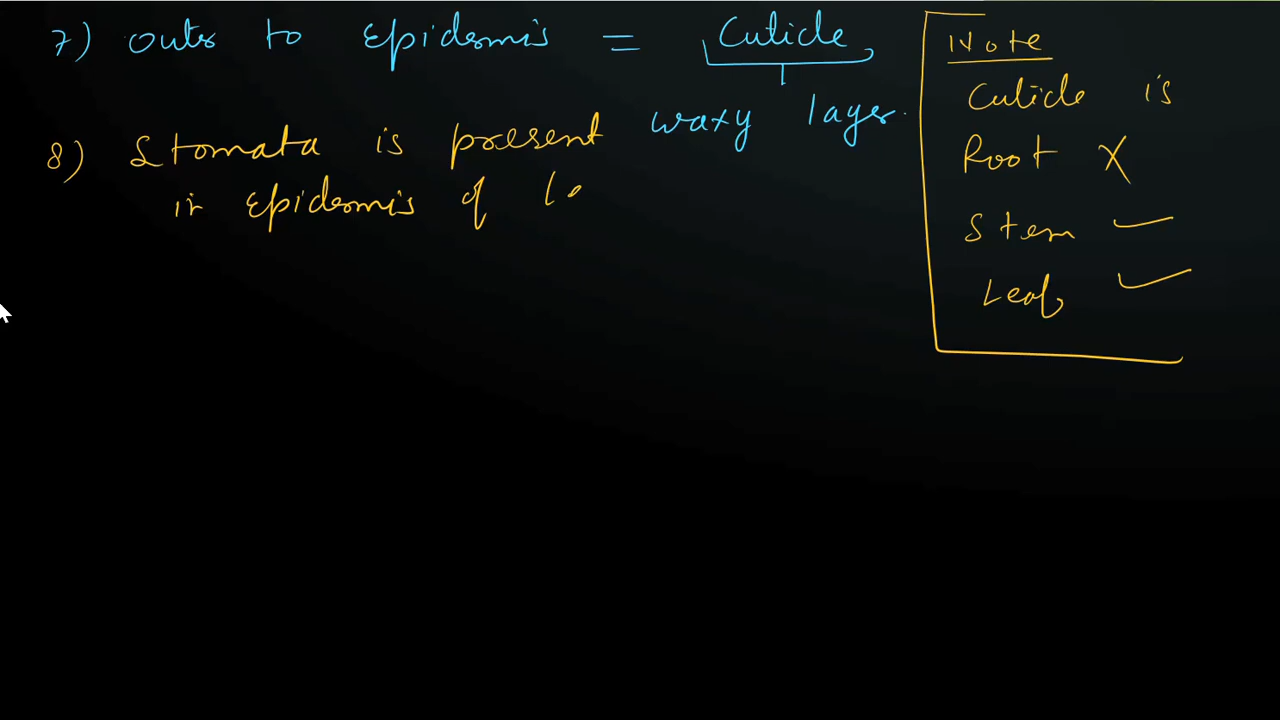 7) Outer to Epidermis = Cuticle
waxy layer.
8) Stomata is present
in Epidermis of le
Note
Cuticle is
Root X
Stem ✓
Leaf ✓